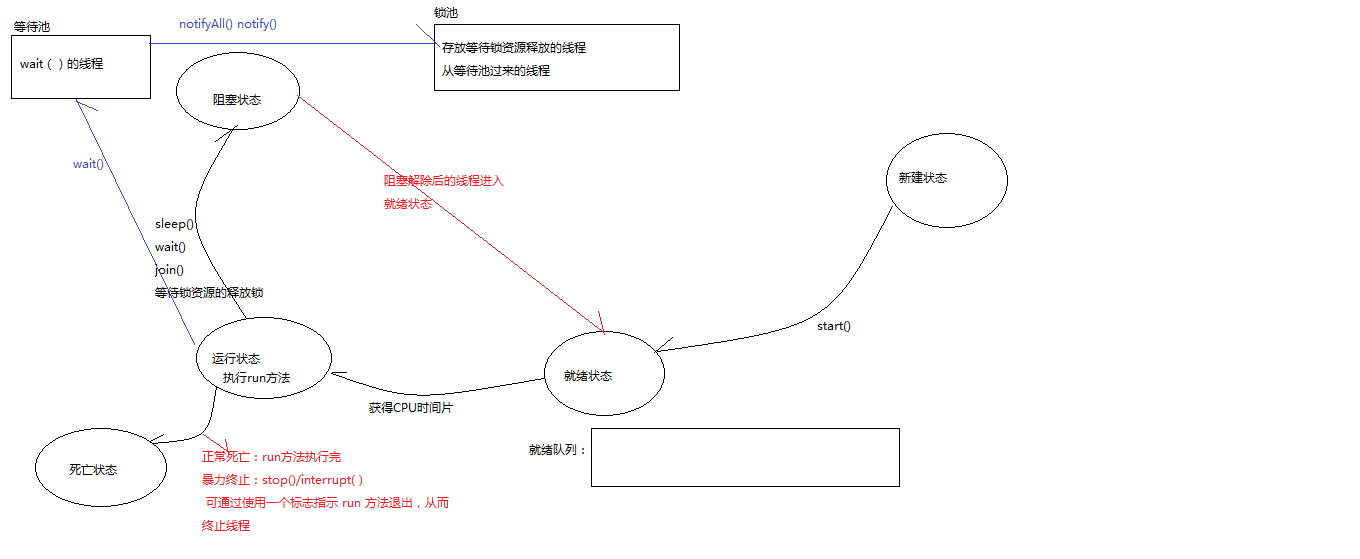 等待池
notifyAll() notify()
锁池
wait（）的线程
存放等待锁资源释放的线程
从等待池过来的线程
阻塞状态
wait()
阻塞解除后的线程进入
就绪状态
新建状态
sleep()
wait()
join()
等待锁资源的释放锁
start()
运行状态
执行run方法
就绪状态
获得CPU时间片
就绪队列：
死亡状态
正常死亡：run方法执行完
暴力终止：stop()/interrupt( )
可通过使用一个标志指示 run 方法退出，从而
终止线程